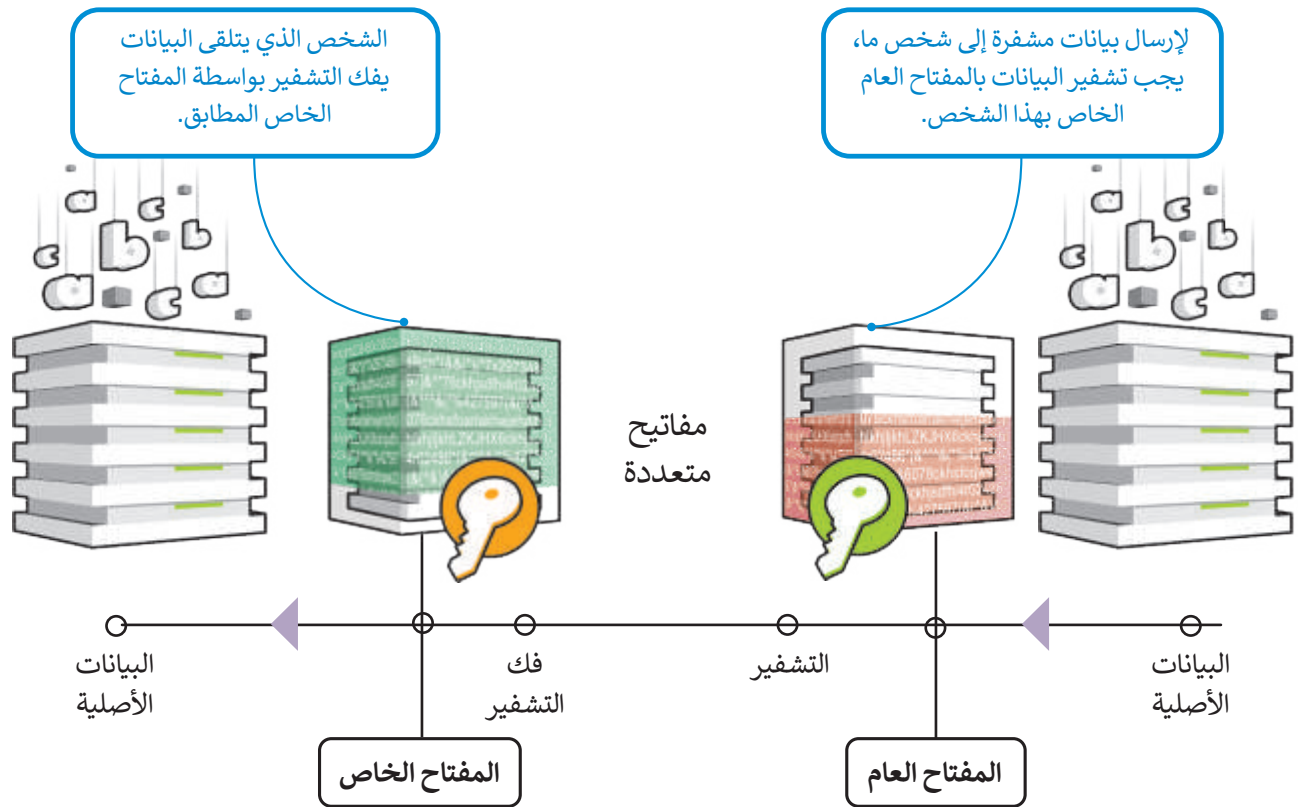 لإرسال بيانات مشفرة إلى شخص ما،
يجب تشفير البيانات بالمفتاح العام
الخاص بهذا الشخص.
الشخص الذي يتلقى البيانات
يفك التشفير بواسطة المفتاح
الخاص المطابق.
مفاتيح
متعددة
البيانات
الأصلية
التشفير
فك
التشفير
البيانات
الأصلية
المفتاح العام
المفتاح الخاص